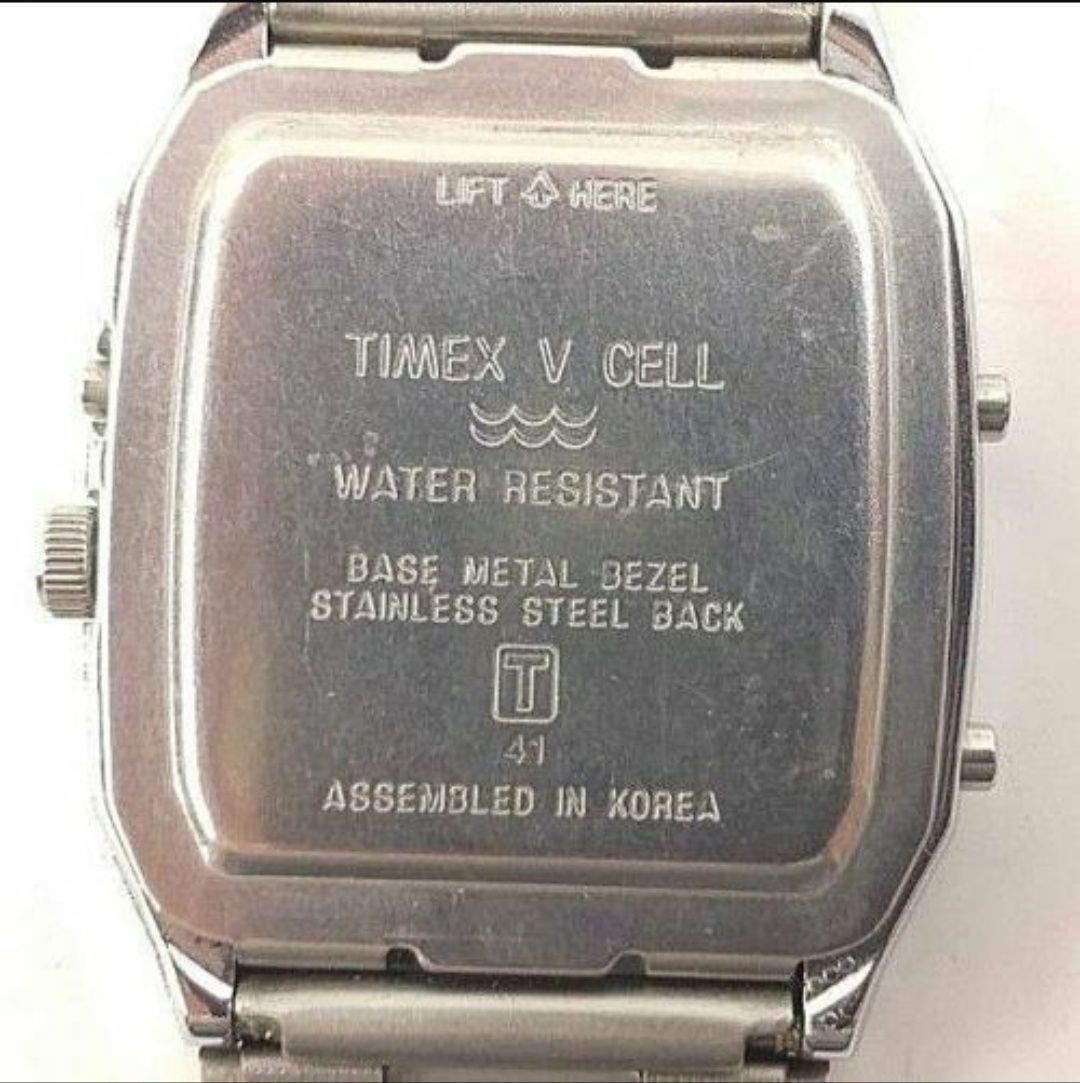 LIFT HERE
TIMEX V CELL
WATER RESISTANT
BASE METAL BEZEL
STAINLESS STEEL BACK
T
41
ASSEMBLED IN KOREA